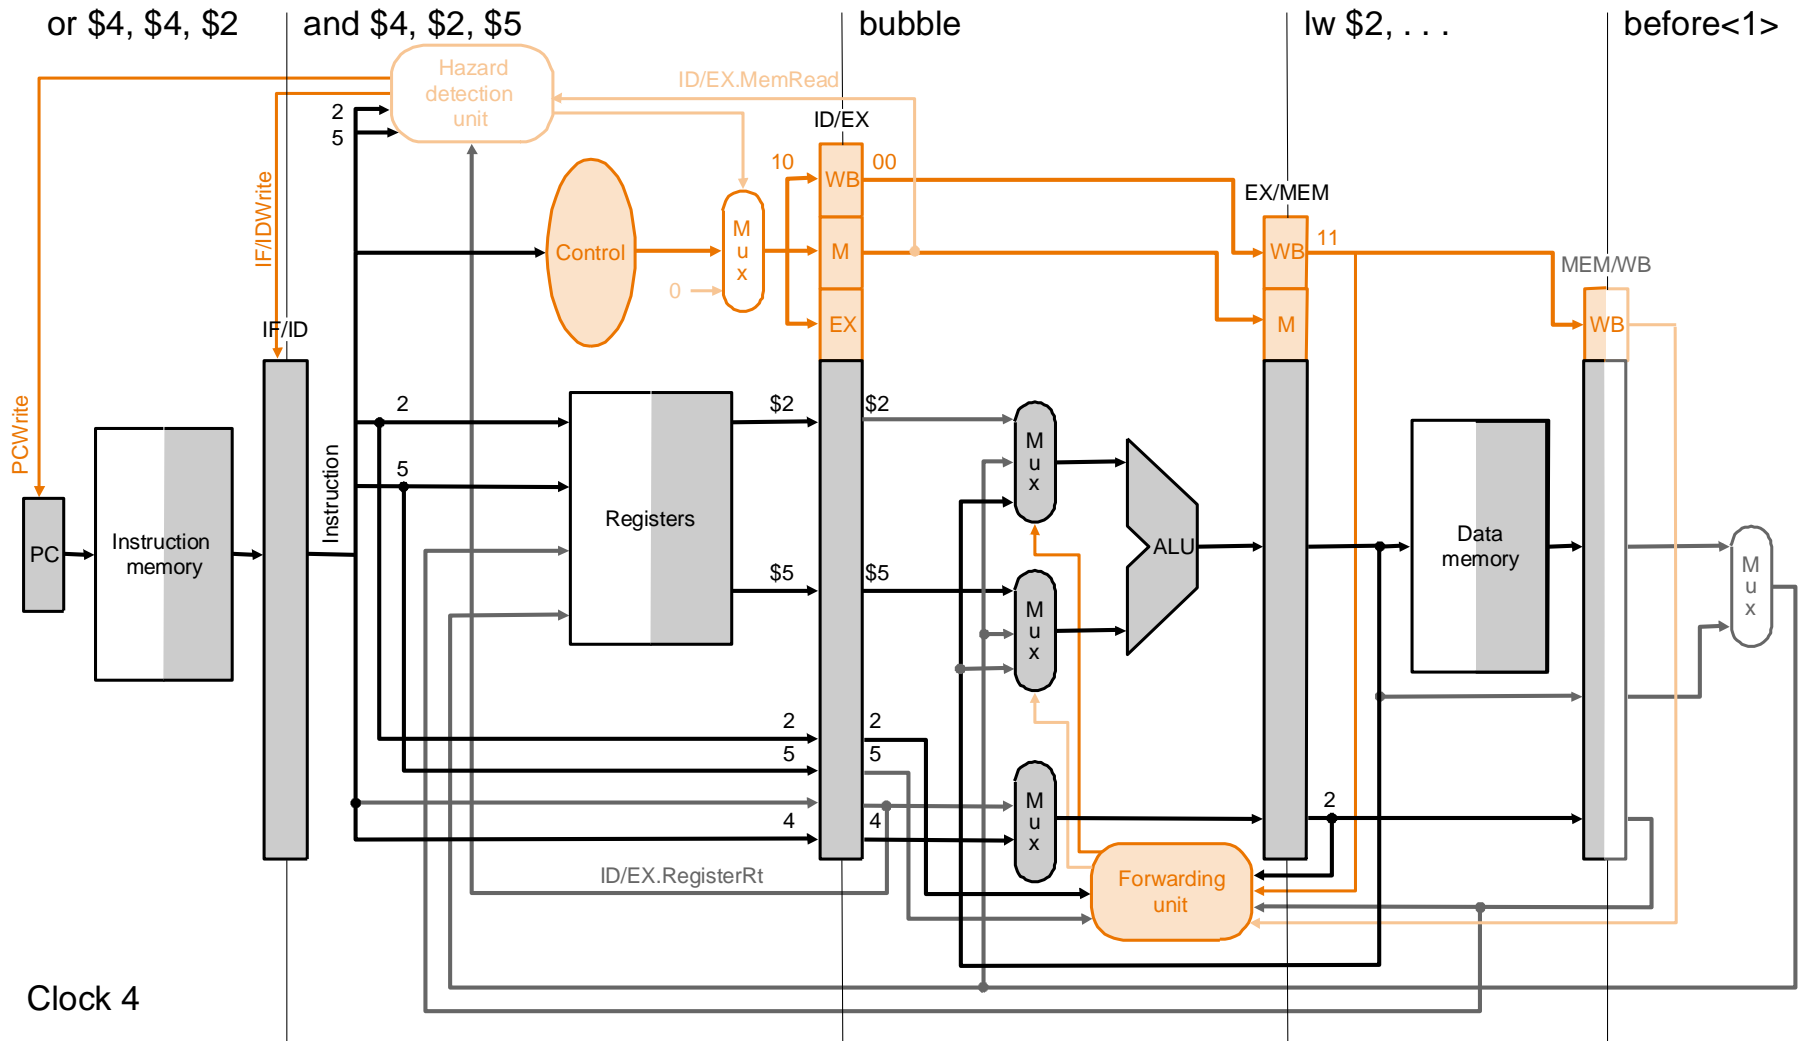 or $4, $4, $2
and $4, $2, $5
bubble
lw $2, . . .
before<1>
Hazard
detection
unit
ID/EX.MemRead
2
5
ID/EX
10
WB
00
EX/MEM
IF/IDWrite
Control
M
u
x
M
WB
11
MEM/WB
0
EX
M
WB
IF/ID
PCWrite
Instruction
2
$2
$2
M
u
x
5
Registers
PC
Instruction
memory
ALU
Data
memory
M
u
x
$5
$5
M
u
x
2
2
5
5
4
4
M
u
x
2
ID/EX.RegisterRt
Forwarding
unit
Clock 4